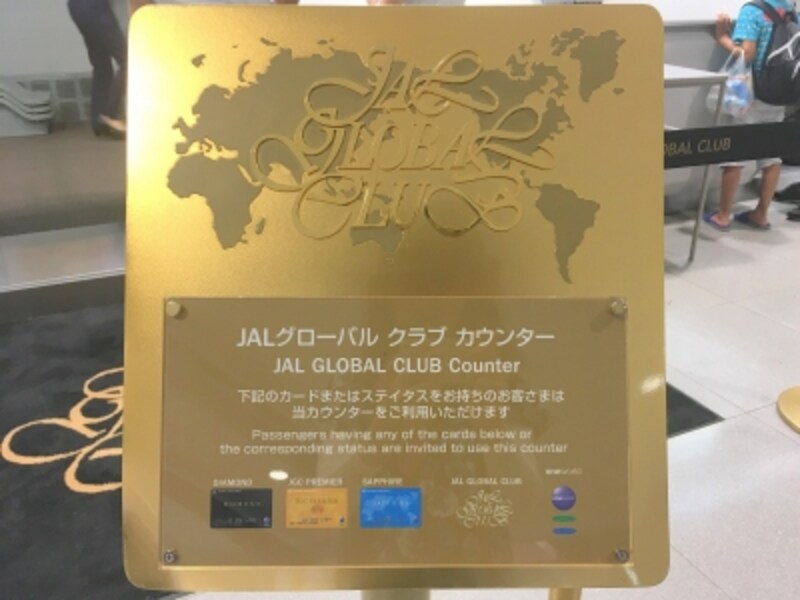 JAL
GLOBAL
CLUB
OBAL CLUB
JALグローバル クラブ カウンター
JAL GLOBAL CLUB Counter
下記のカードまたはステイタスをお持ちのお客さまは
当カウンターをご利用いただけます
Passengers having any of the cards below or
the corresponding status are invited to use this counter
DIAMOND JGC PREMIER SAPPHIRE JAL GLOBAL CLUB oneworld
JAL
GLOBAL
CLUB